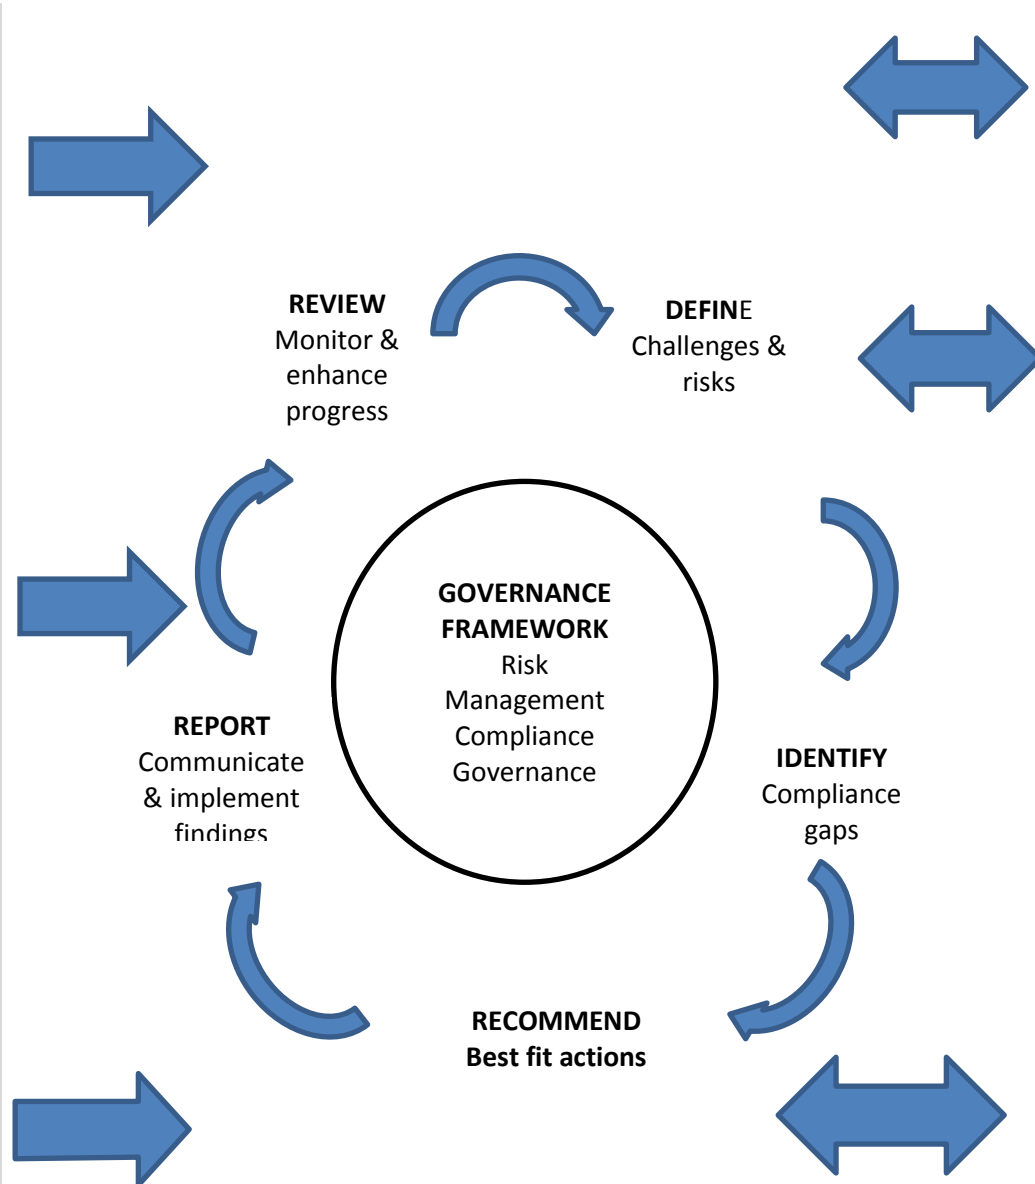 REVIEW
Monitor &
enhance
progress
DEFINE
Challenges &
risks
GOVERNANCE
FRAMEWORK
Risk
Management
Compliance
Governance
REPORT
Communicate
& implement
findings
IDENTIFY
Compliance
gaps
RECOMMEND
Best fit actions